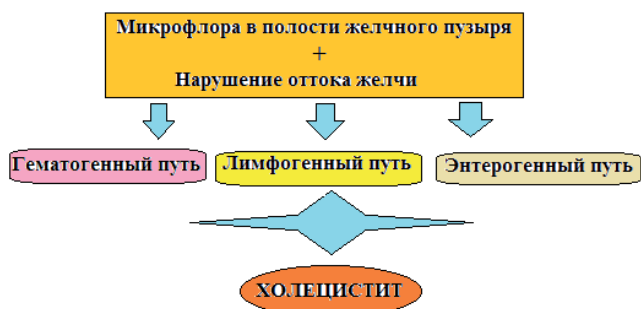 Микрофлора в полости желчного пузыря
+
Нарушение оттока желчи
Гематогенный путь
Лимфогенный путь
Энтерогенный путь
ХОЛЕЦИСТИТ